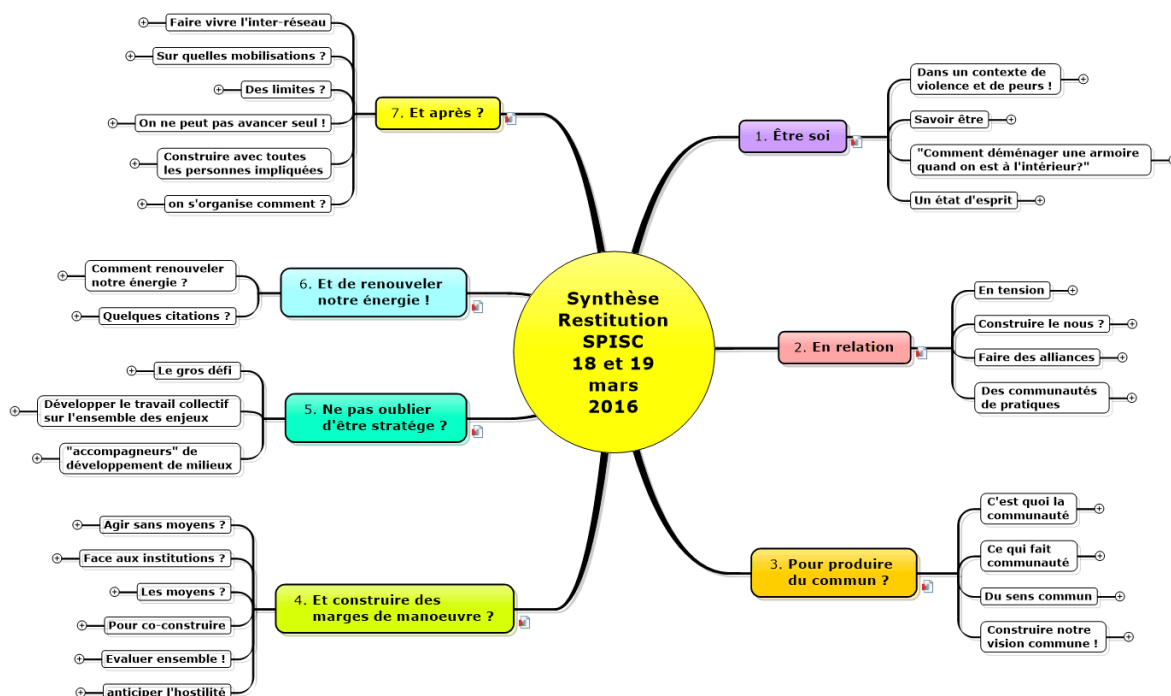 Synthèse
Restitution
SPISC
18 et 19
mars
2016
1. Être soi
Dans un contexte de
violence et de peurs !
Savoir être
"Comment déménager une armoire
quand on est à l'intérieur?"
Un état d'esprit
2. En relation
En tension
Construire le nous ?
Faire des alliances
Des communautés
de pratiques
3. Pour produire
du commun ?
C'est quoi la
communauté
Ce qui fait
communauté
Du sens commun
Construire notre
vision commune !
4. Et construire des
marges de manoeuvre ?
Agir sans moyens ?
Face aux institutions ?
Les moyens ?
Pour co-construire
Evaluer ensemble !
anticiper l'hostilité
5. Ne pas oublier
d'être stratége ?
Le gros défi
Développer le travail collectif
sur l'ensemble des enjeux
"accompagneurs" de
développement de milieux
6. Et de renouveler
notre énergie !
Comment renouveler
notre énergie ?
Quelques citations ?
7. Et après ?
Faire vivre l'inter-réseau
Sur quelles mobilisations ?
Des limites ?
On ne peut pas avancer seul !
Construire avec toutes
les personnes impliquées
on s'organise comment ?